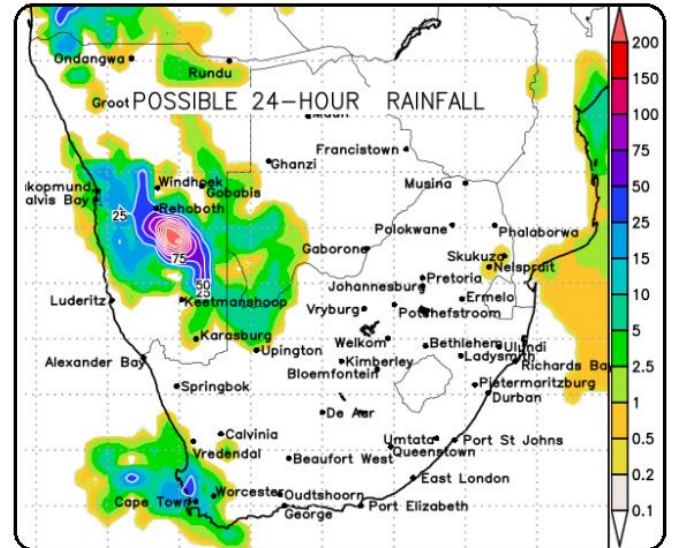 Ondangwa
Rundu
Groot
POSSIBLE 24-HOUR RAINFALL
Maun
Francistown
Ghanzi
Windhoek
Gobabis
Musina
kopmund
alvis Bay
25
Rehoboth
Polokwane
Phalaborwa
Gaborone
Skukuza
75
Nelsprait
Pretoria
50
Johannesburg
25
Luderitz
Keetmanshoop
Ermelo
Vryburg
Potchefstroom
Karasburg
Welkom
Bethlehem
Ulundi
Upington
Ladysmith
Alexander Bay
Kimberley
Richards Ba
Bloemfontein
Springbok
Pietermaritzburg
Durban
De Aar
Calvinia
Umtata
Port St Johns
Vredendal
Queenstown
Beaufort West
East London
Worcester
Oudtshoorn
Cape Town
George
Port Elizabeth
200
150
100
75
50
25
15
10
5
2.5
1
0.5
0.2
0.1